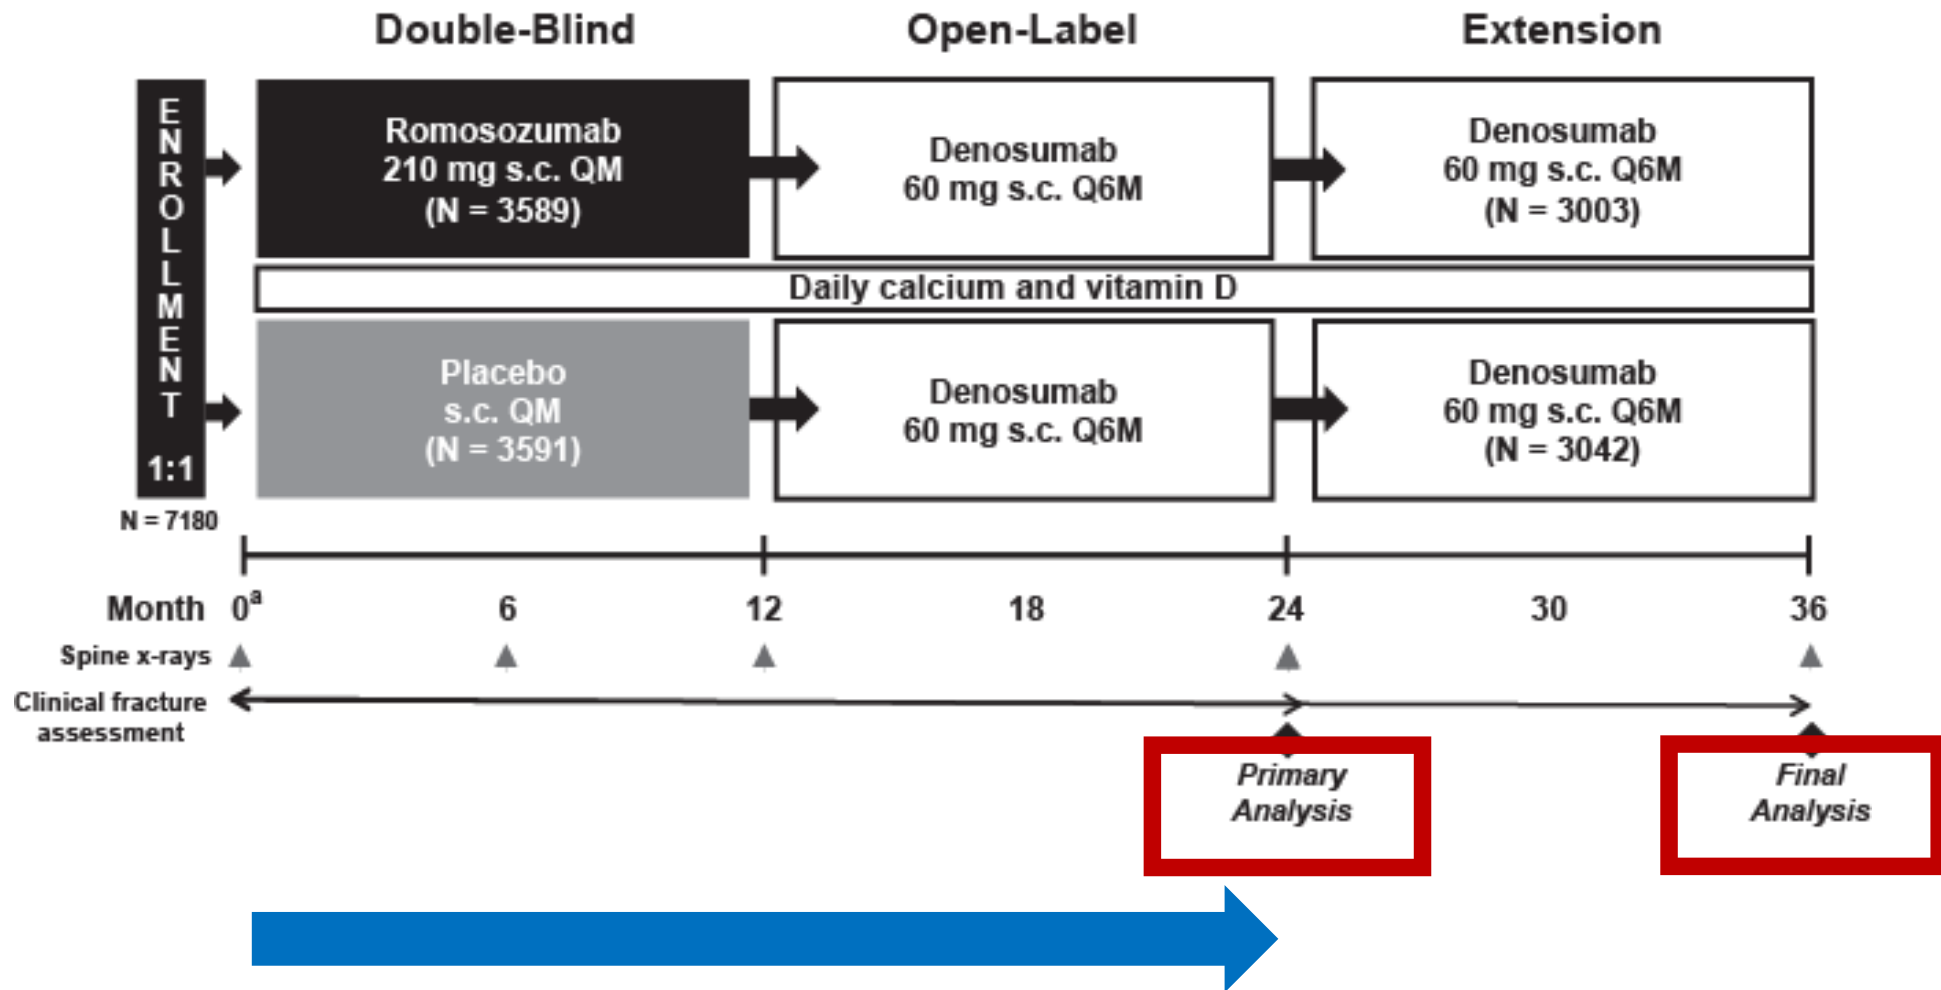 Double-Blind
Open-Label
Extension
ENROLLMENT
1:1
N = 7180
Romosozumab
210 mg s.c. QM
(N = 3589)
Denosumab
60 mg s.c. Q6M
Denosumab
60 mg s.c. Q6M
(N = 3003)
Daily calcium and vitamin D
Placebo
s.c. QM
(N = 3591)
Denosumab
60 mg s.c. Q6M
Denosumab
60 mg s.c. Q6M
(N = 3042)
Month 0ª 6 12 18 24 30 36
Spine x-rays
Clinical fracture
assessment
Primary
Analysis
Final
Analysis